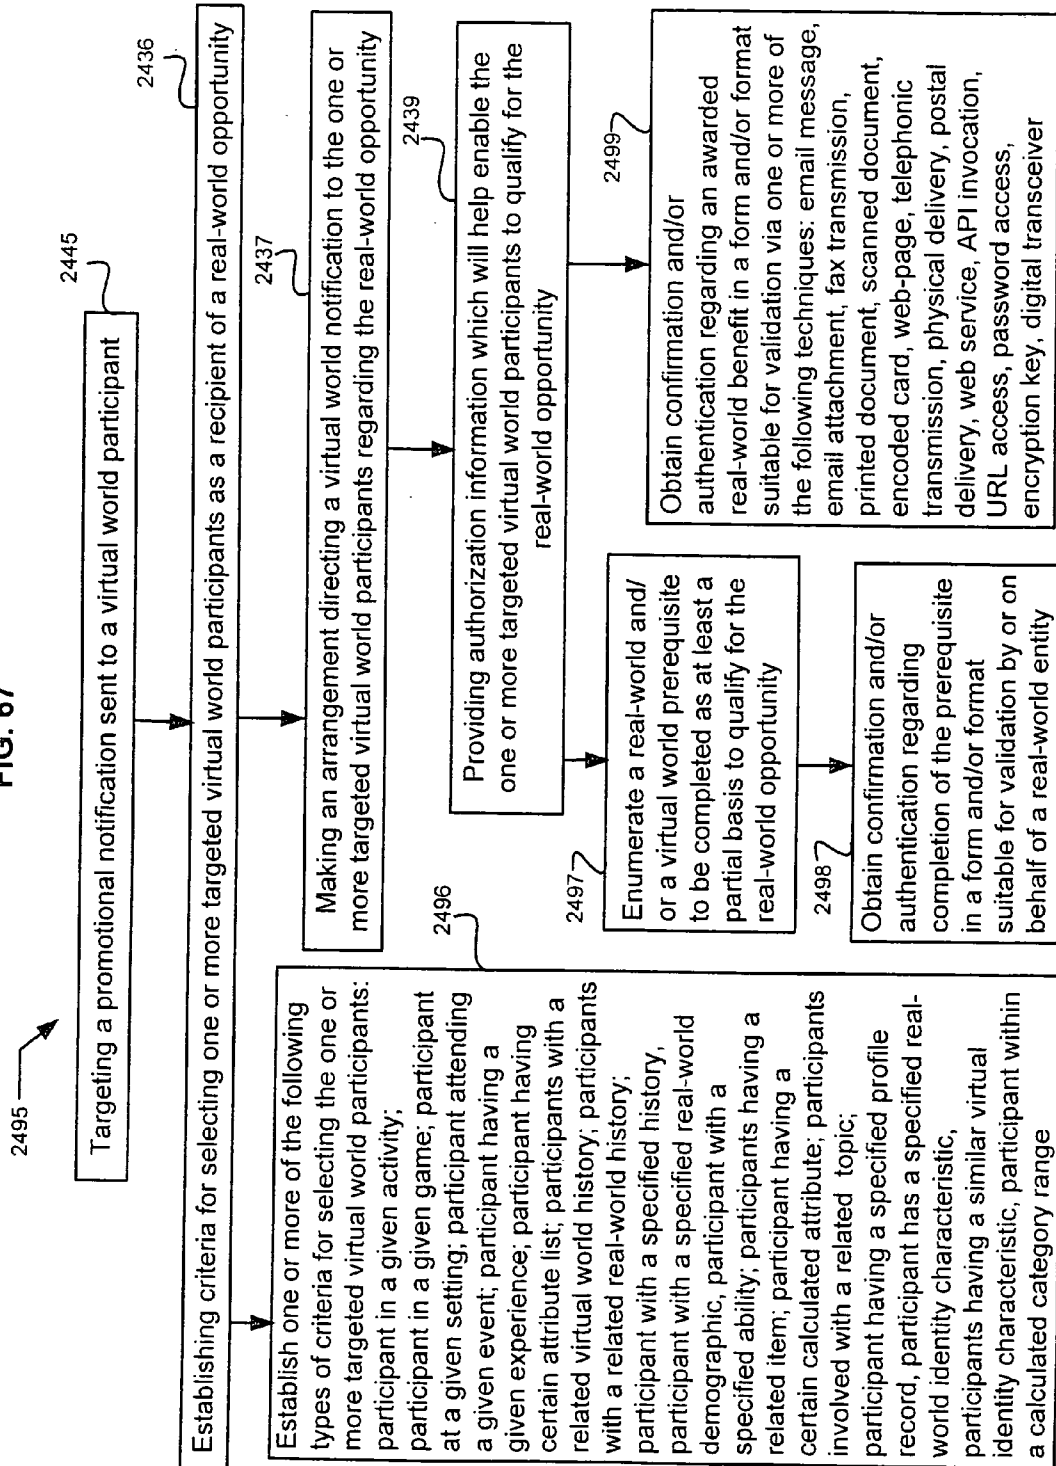 FIG. 67
2495
Targeting a promotional notification sent to a virtual world participant
2445
Establishing criteria for selecting one or more targeted virtual world participants as a recipient of a real-world opportunity
2436
Making an arrangement directing a virtual world notification to the one or
more targeted virtual world participants regarding the real-world opportunity
2437
Providing authorization information which will help enable the
one or more targeted virtual world participants to qualify for the
real-world opportunity
2439
Establish one or more of the following
types of criteria for selecting the one or
more targeted virtual world participants:
participant in a given activity;
participant in a given game; participant
at a given setting; participant attending
a given event; participant having a
given experience; participant having
certain attribute list; participants with a
related virtual world history; participants
with a related real-world history;
participant with a specified history,
participant with a specified real-world
demographic, participant with a
specified ability; participants having a
related item; participant having a
certain calculated attribute; participants
involved with a related topic;
participant having a specified profile
record, participant has a specified real-
world identity characteristic,
participants having a similar virtual
identity characteristic, participant within
a calculated category range
2496
2497
Enumerate a real-world and/
or a virtual world prerequisite
to be completed as at least a
partial basis to qualify for the
real-world opportunity
2498
Obtain confirmation and/or
authentication regarding
completion of the prerequisite
in a form and/or format
suitable for validation by or on
behalf of a real-world entity
2499
Obtain confirmation and/or
authentication regarding an awarded
real-world benefit in a form and/or format
suitable for validation via one or more of
the following techniques: email message,
email attachment, fax transmission,
printed document, scanned document,
encoded card, web-page, telephonic
transmission, physical delivery, postal
delivery, web service, API invocation,
URL access, password access,
encryption key, digital transceiver